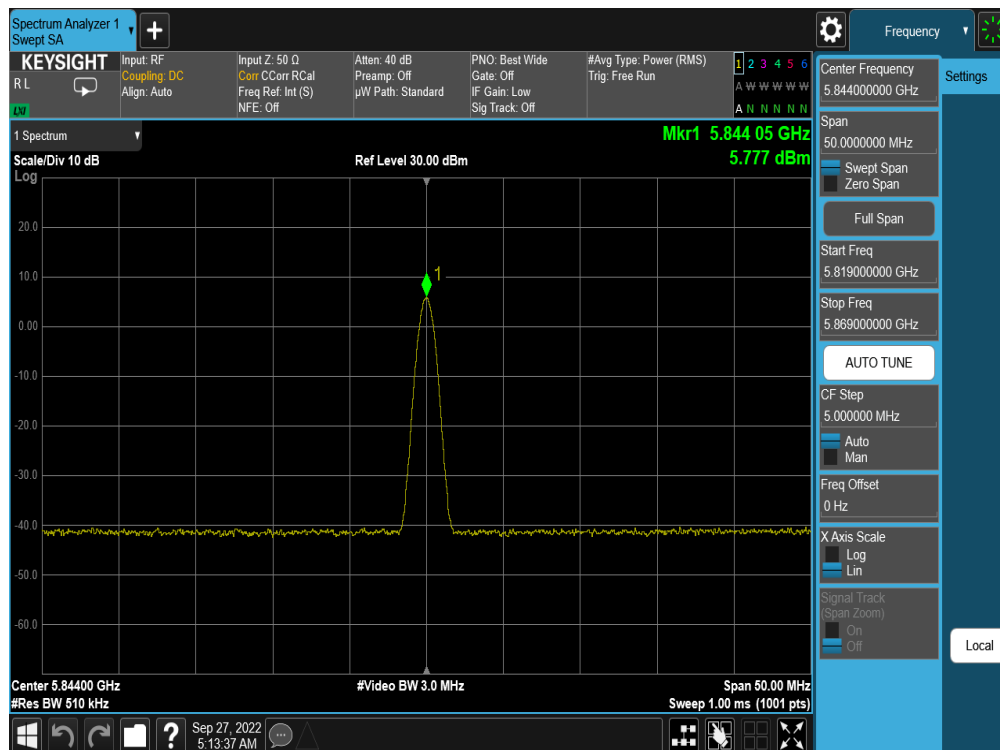 Spectrum Analyzer 1
Swept SA
Frequency
KEYSIGHT
R L
LXI
Input: RF
Coupling: DC
Align: Auto
Input Z: 50 Ω
Corr CCorr RCal
Freq Ref: Int (S)
NFE: Off
Atten: 40 dB
Preamp: Off
µW Path: Standard
PNO: Best Wide
Gate: Off
IF Gain: Low
Sig Track: Off
#Avg Type: Power (RMS)
Trig: Free Run
1 2 3 4 5 6
A W W W W W
A N N N N N
1 Spectrum
Scale/Div 10 dB
Log
Ref Level 30.00 dBm
Mkr1 5.844 05 GHz
5.777 dBm
1
20.0
10.0
0.00
-10.0
-20.0
-30.0
-40.0
-50.0
-60.0
Center 5.84400 GHz
#Res BW 510 kHz
#Video BW 3.0 MHz
Span 50.00 MHz
Sweep 1.00 ms (1001 pts)
Center Frequency
5.844000000 GHz
Settings
Span
50.0000000 MHz
Swept Span
Zero Span
Full Span
Start Freq
5.819000000 GHz
Stop Freq
5.869000000 GHz
AUTO TUNE
CF Step
5.000000 MHz
Auto
Man
Freq Offset
0 Hz
X Axis Scale
Log
Lin
Signal Track
(Span Zoom)
On
Off
Local
?
Sep 27, 2022
5:13:37 AM